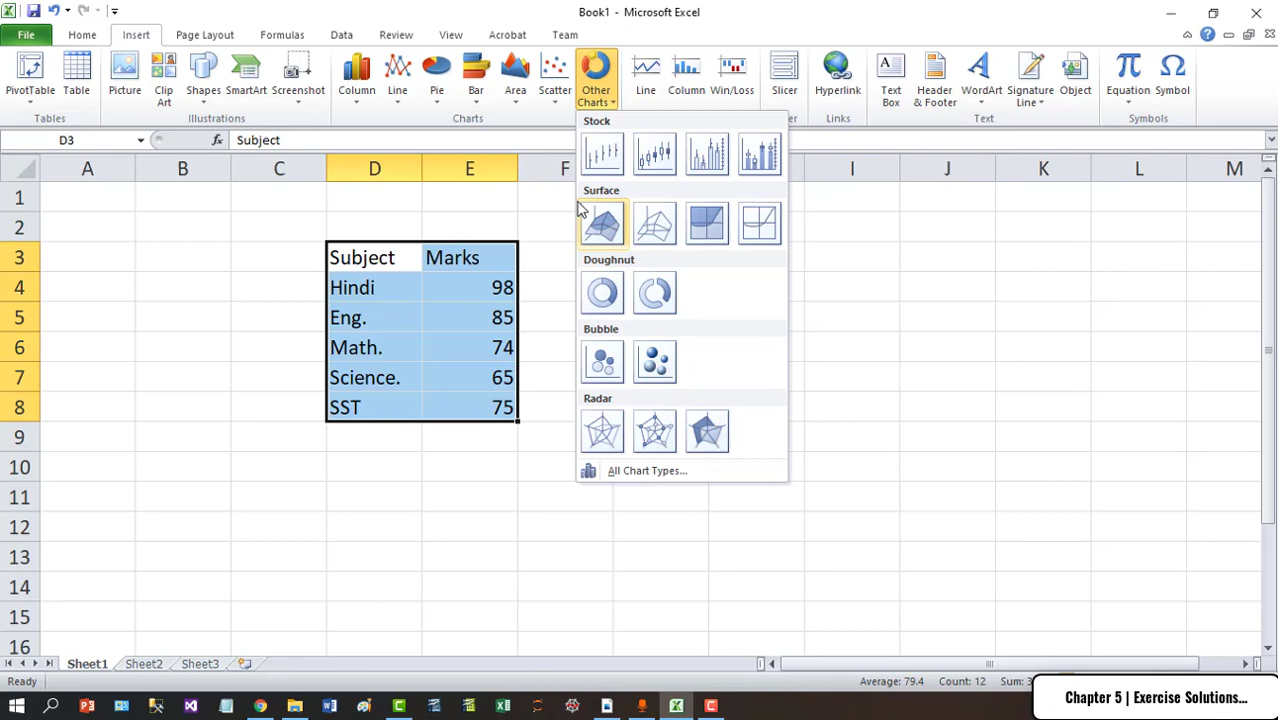 Book1 - Microsoft Excel
File Home Insert Page Layout Formulas Data Review View Acrobat Team
PivotTable Table Picture Clip Art Shapes SmartArt Screenshot Column Line Pie Bar Area Scatter Other Charts Line Column Win/Loss Slicer Hyperlink Text Box Header & Footer WordArt Signature Line Object Equation Symbol
Tables Illustrations Charts Links Text Symbols
D3 fx Subject
Stock
Surface
Doughnut
Bubble
Radar
All Chart Types...
A B C D E F I J K L M
1
2
3 Subject Marks
4 Hindi 98
5 Eng. 85
6 Math. 74
7 Science. 65
8 SST 75
9
10
11
12
13
14
15
16
Sheet1 Sheet2 Sheet3
Ready Average: 79.4 Count: 12
Chapter 5 | Exercise Solutions...